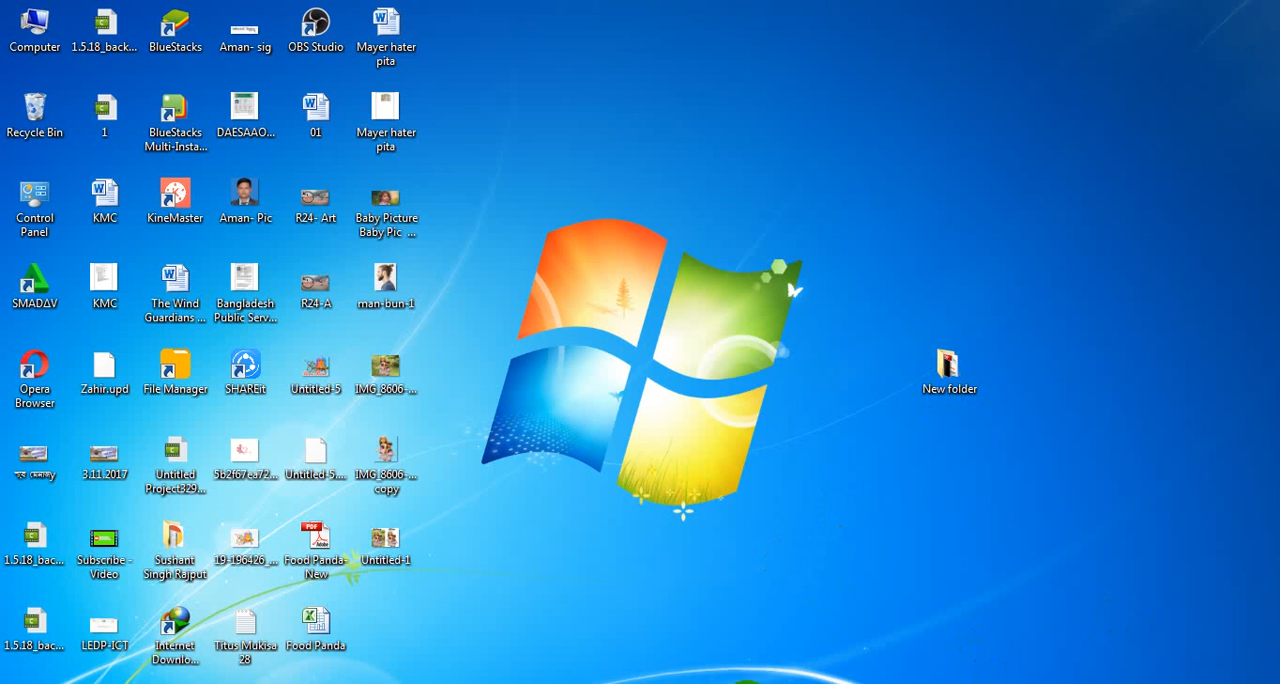 Computer
1.5.18_back...
BlueStacks
Aman- sig
OBS Studio
Mayer hater
pita
Recycle Bin
1
BlueStacks
Multi-Insta...
DAESAAO...
01
Mayer hater
pita
Control
Panel
KMC
KineMaster
Aman- Pic
R24- Art
Baby Picture
Baby Pic ...
SMADΔV
KMC
The Wind
Guardians ...
Bangladesh
Public Serv...
R24-A
man-bun-1
Opera
Browser
Zahir.upd
File Manager
SHAREit
Untitled-5
IMG_8606-...
3.11.2017
Untitled
Project329...
5b2f67ea72...
Untitled-5....
IMG_8606-...
copy
1.5.18_bac...
Subscribe -
Video
Sushant
Singh Rajput
19-196426_...
PDF
Adobe
Food Panda-
New
Untitled-1
1.5.18_bac...
LEDP-ICT
Internet
Downlo...
Titus Mukisa
28
Food Panda
New folder